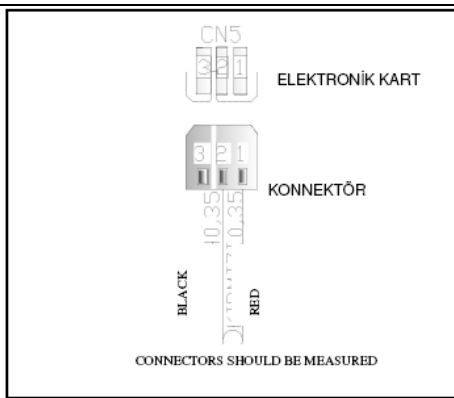 CN5
3 2 1
ELEKTRONİK KART
3 2 1
KONNEKTÖR
0,35 0,35
BLACK
RED
CONNECTORS SHOULD BE MEASURED